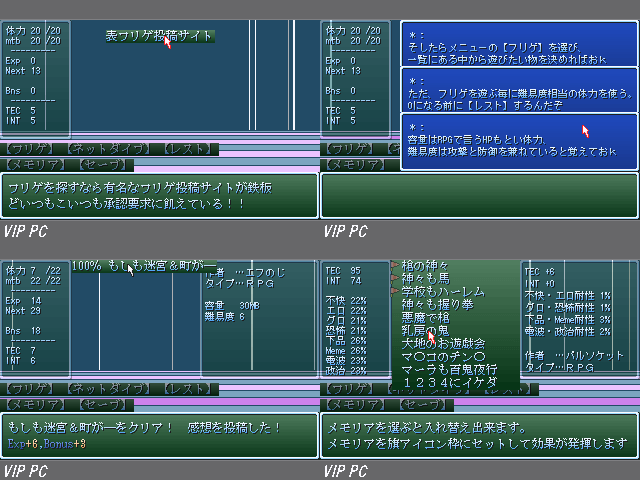 体力 20 /20
mtb 20 /20
---------
Exp 0
Next 13
Bns 0
---------
TEC 5
INT 5
表フリゲ投稿サイト
【フリゲ】【ネットダイブ】【レスト】
【メモリア】【セーブ】
フリゲを探すなら有名なフリゲ投稿サイトが鉄板
どいつもこいつも承認要求に飢えている！！
VIP PC
体力 20 /20
mtb 20 /20
---------
Exp 0
Next 13
Bns 0
---------
TEC 5
INT 5
＊：
そしたらメニューの【フリゲ】を選び、
一覧にある中から遊びたい物を決めればおk
＊：
ただ、フリゲを遊ぶ毎に難易度相当の体力を使う、
0になる前に【レスト】するんだぞ
＊：
容量はRPGで言うHPもとい体力、
難易度は攻撃と防御を兼ねていると覚えておk
【フリゲ】
【メモリア】
VIP PC
体力 7 /22
mtb 22 /22
---------
Exp 14
Next 29
Bns 18
---------
TEC 7
INT 6
100% もしも迷宮＆町が一
作者 …エフのじ
タイプ…ＲＰＧ
容量 30MB
難易度 6
【フリゲ】【ネットダイブ】【レスト】
【メモリア】【セーブ】
もしも迷宮＆町が一をクリア！ 感想を投稿した！
Exp+6,Bonus+3
VIP PC
TEC 95
INT 74
不快 22%
エロ 22%
グロ 21%
恐怖 21%
下品 26%
Meme 26%
電波 23%
政治 23%
槍の神々
神々も馬
学校もハーレム
神々も握り拳
悪魔で槍
乳房の鬼
大地のお遊戯会
マ〇コのチン〇
マーラも百鬼夜行
１２３４にイケダ
TEC +6
INT +0
不快・エロ耐性 1%
グロ・恐怖耐性 1%
下品・Meme耐性 3%
電波・政治耐性 2%
作者 …パルソケット
タイプ…ＲＰＧ
【フリゲ】
【メモリア】【セーブ】
メモリアを選ぶと入れ替え出来ます。
メモリアを旗アイコン枠にセットして効果が発揮します
VIP PC